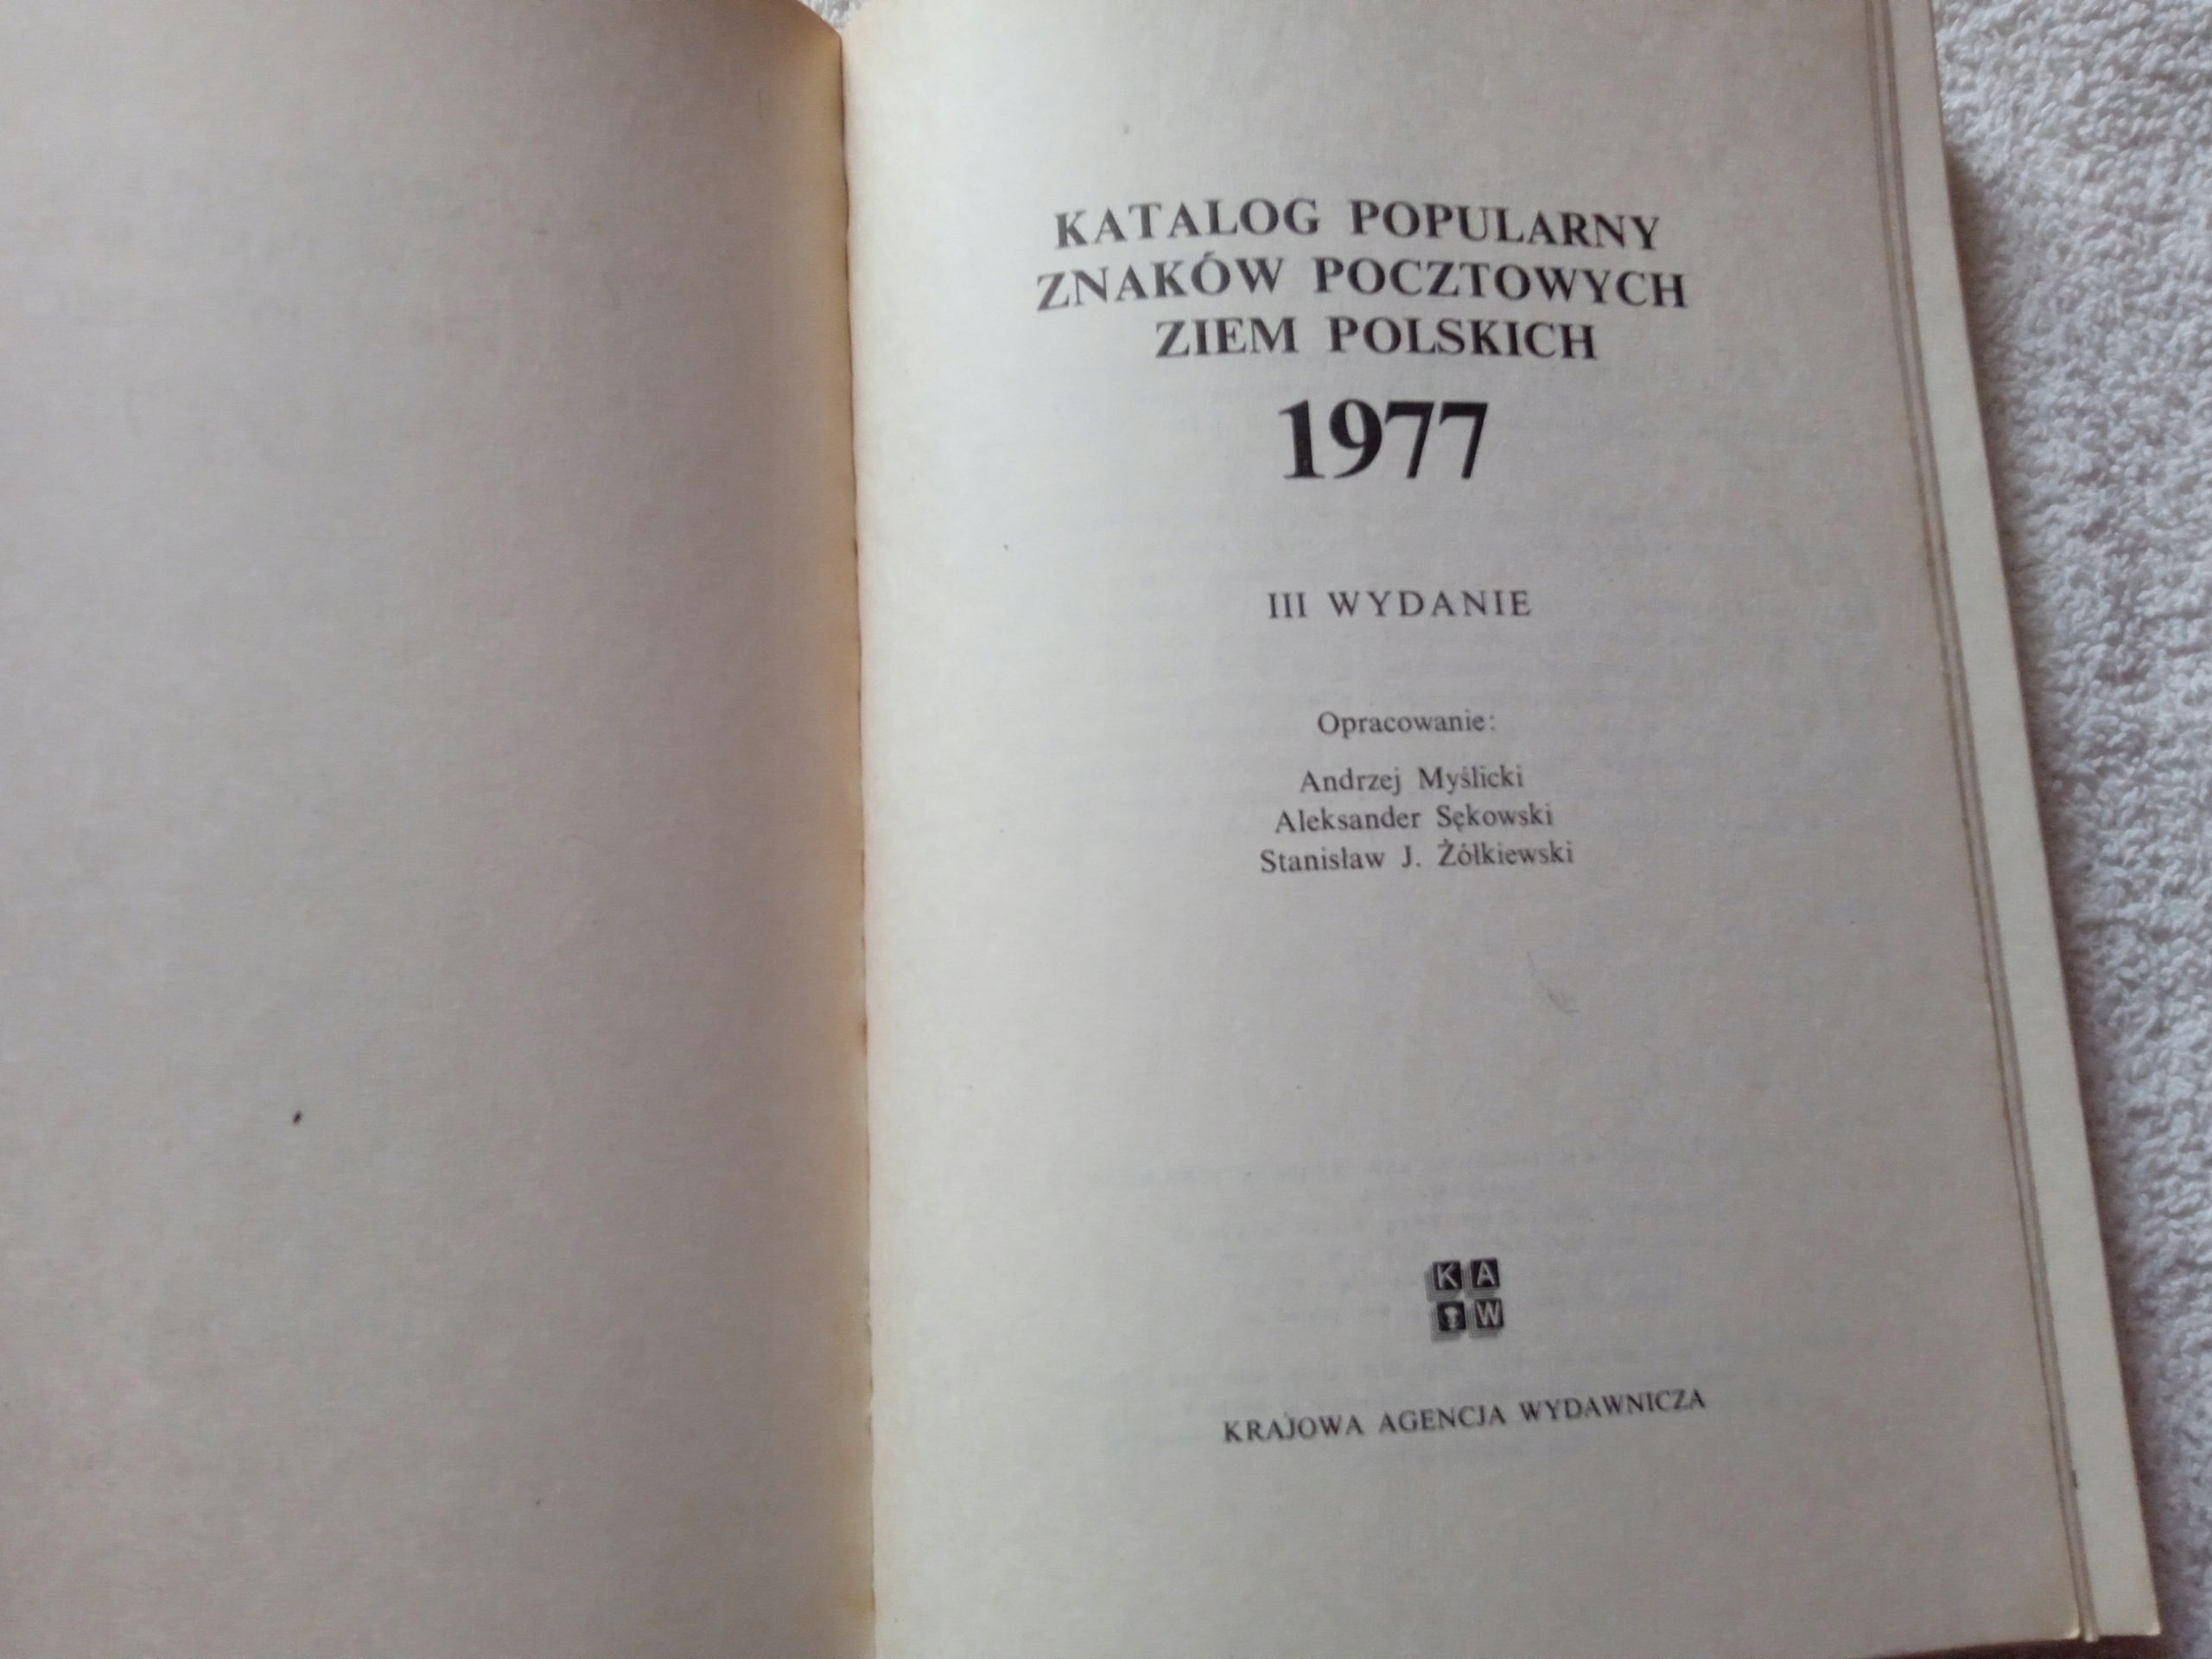 KATALOG POPULARNY
ZNAKÓW POCZTOWYCH
ZIEM POLSKICH
1977
III WYDANIE
Opracowanie:
Andrzej Myślicki
Aleksander Sękowski
Stanisław J. Żółkiewski
K A
W
KRAJOWA AGENCJA WYDAWNICZA